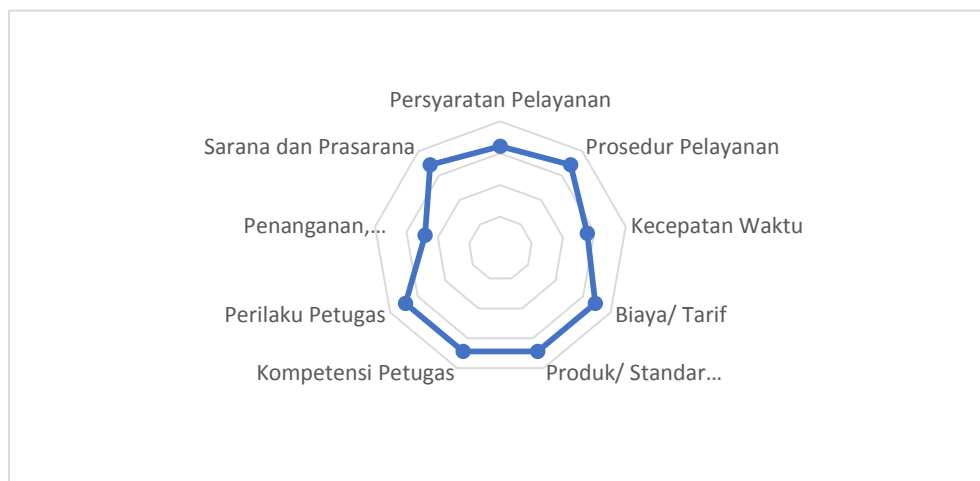 Persyaratan Pelayanan
Prosedur Pelayanan
Kecepatan Waktu
Biaya/ Tarif
Produk/ Standar...
Kompetensi Petugas
Perilaku Petugas
Penanganan,...
Sarana dan Prasarana